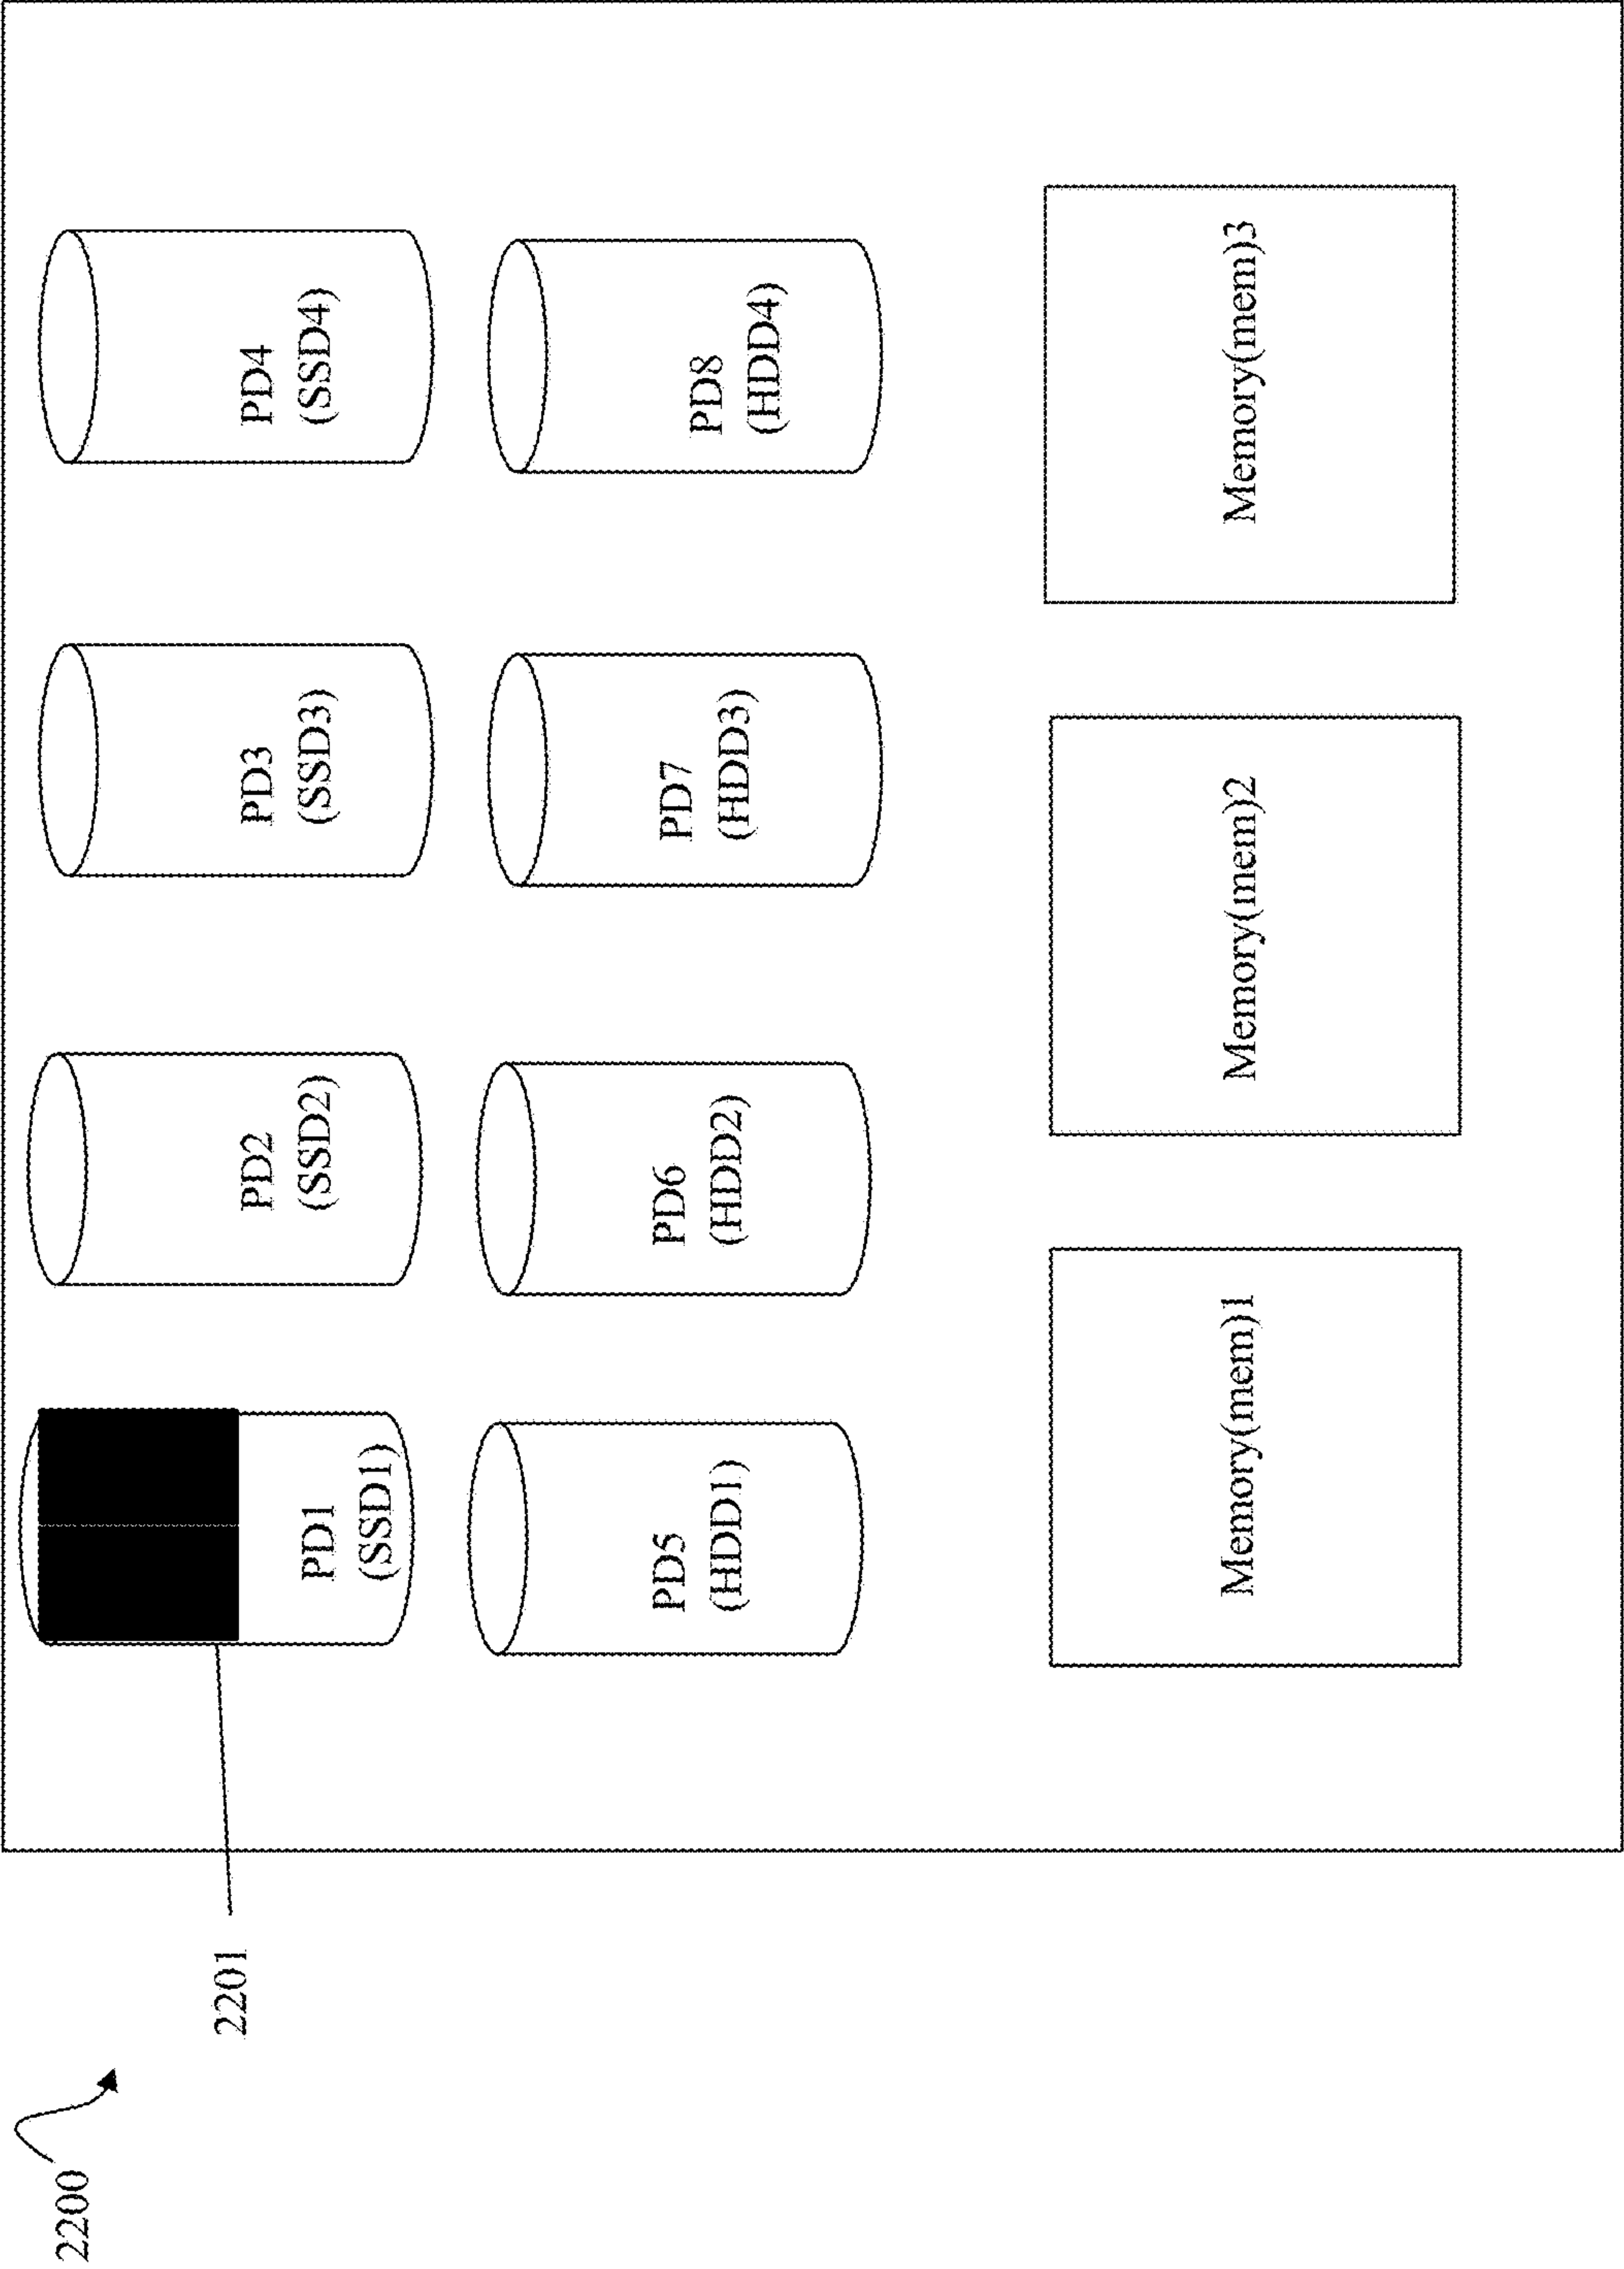 2200
2201
PD1
(SSD1)
PD2
(SSD2)
PD3
(SSD3)
PD4
(SSD4)
PD5
(HDD1)
PD6
(HDD2)
PD7
(HDD3)
PD8
(HDD4)
Memory(mem)1
Memory(mem)2
Memory(mem)3